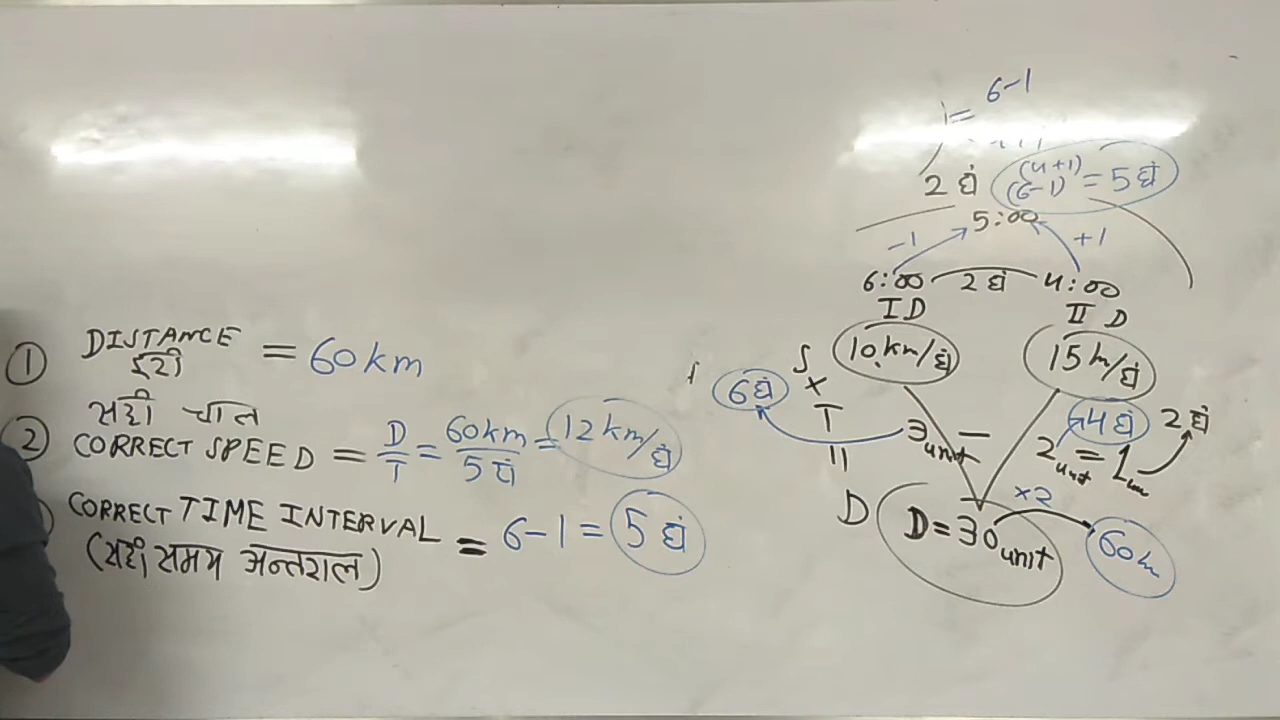 ① DISTANCE = 60 km
दूरी
सही चाल
② CORRECT SPEED = D/T = 60 km/5 घं = 12 km/घं
CORRECT TIME INTERVAL = 6-1 = 5 घं
(सही समय अन्तराल)
6-1
2 घं (4+1) (6-1) = 5 घं
5:00
-1 +1
6:00 2 घं 4:00
I D II D
S 10 km/घं 15 km/घं
×
6 घं T 3 unit - 2 unit = 1 unit 4 घं 2 घं
||
×2
D D = 30 unit 60 km